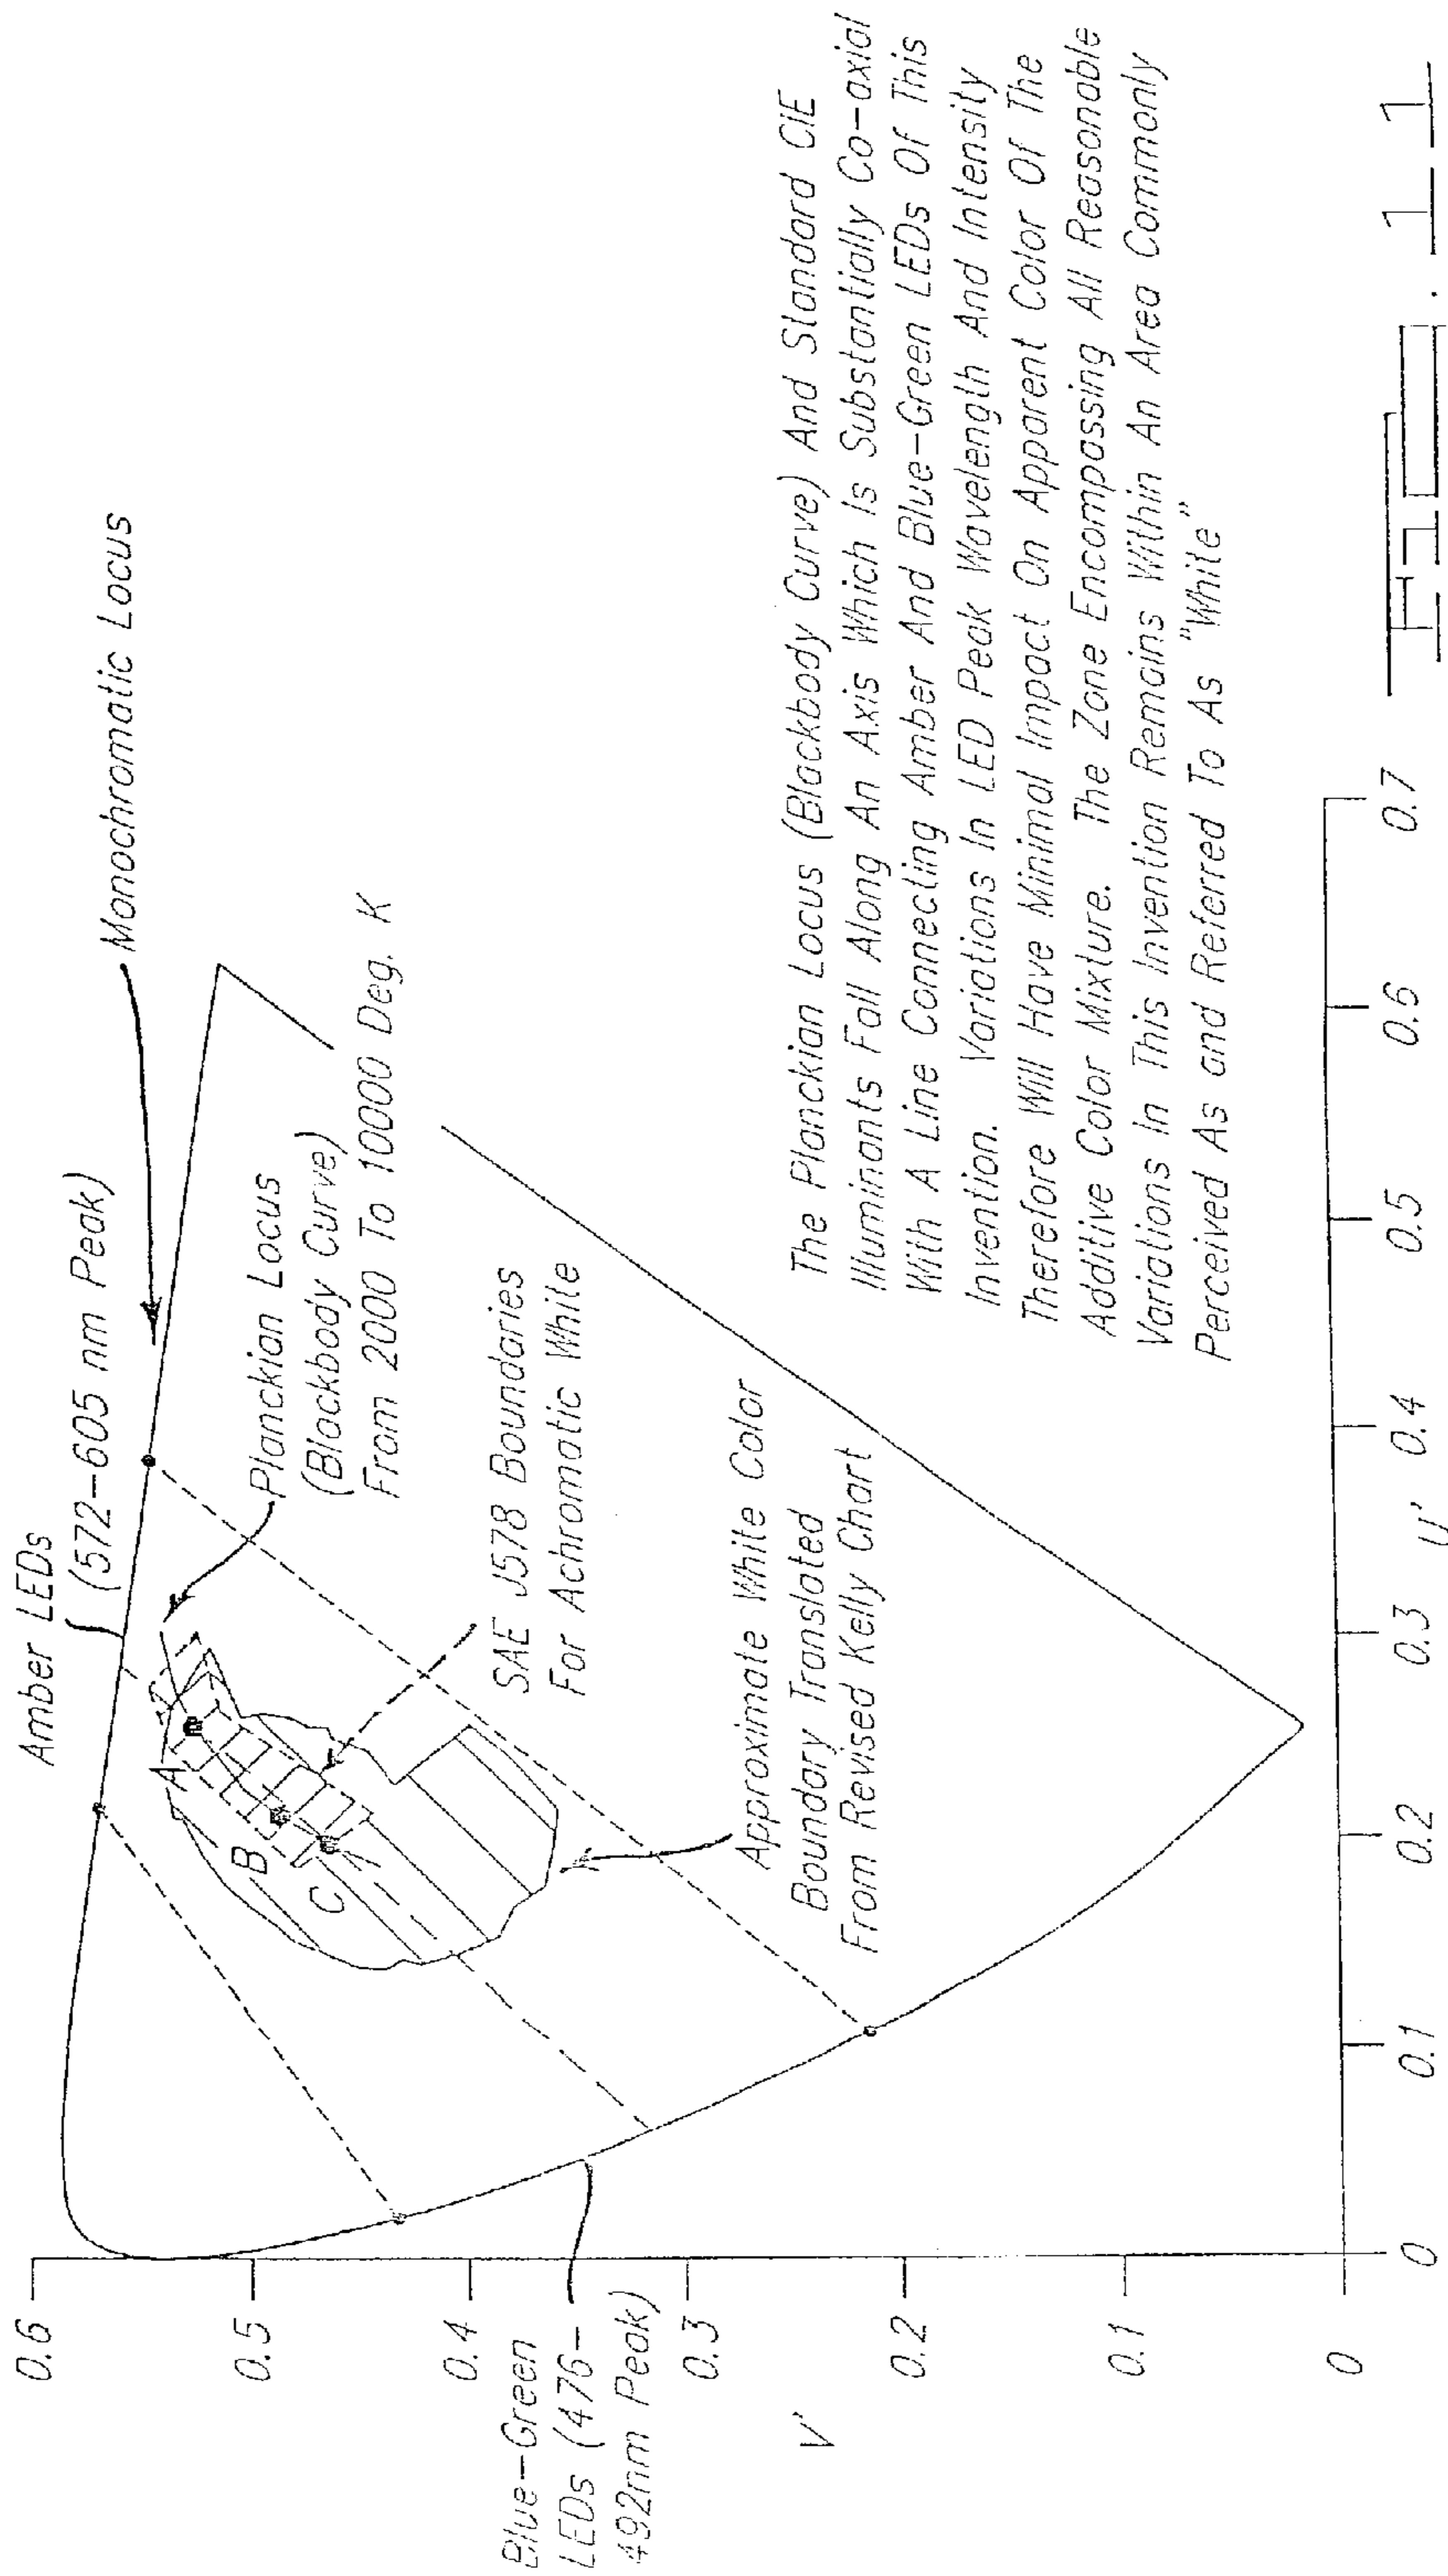 Amber LEDs
(572-605 nm Peak)
Monochromatic Locus
Planckian Locus
(Blackbody Curve)
From 2000 To 10000 Deg. K
SAE J578 Boundaries
For Achromatic White
Approximate White Color
Boundary Translated
From Revised Kelly Chart
A
B
C
Blue-Green
LEDs (476-
492nm Peak)
0.6
0.5
0.4
0.3
0.2
0.1
0
V'
0
0.1
0.2
0.3
0.4
0.5
0.6
0.7
U'
The Planckian Locus (Blackbody Curve) And Standard CIE
Illuminants Fall Along An Axis Which Is Substantially Co-axial
With A Line Connecting Amber And Blue-Green LEDs Of This
Invention. Variations In LED Peak Wavelength And Intensity
Therefore Will Have Minimal Impact On Apparent Color Of The
Additive Color Mixture. The Zone Encompassing All Reasonable
Variations In This Invention Remains Within An Area Commonly
Perceived As and Referred To As "White"
FIG. 11